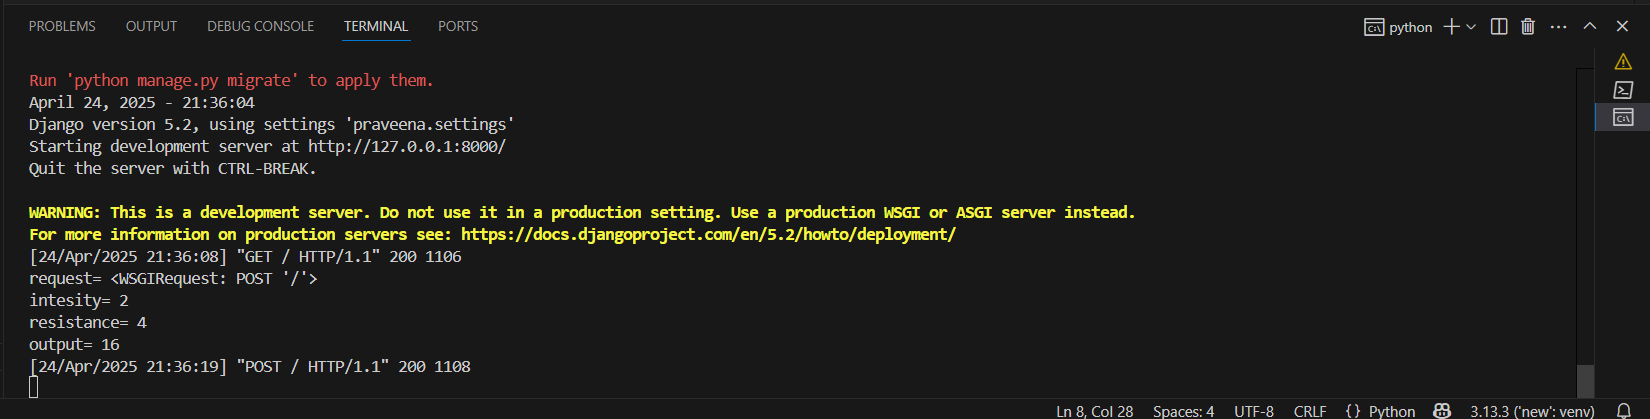 PROBLEMS OUTPUT DEBUG CONSOLE TERMINAL PORTS python
Run 'python manage.py migrate' to apply them.
April 24, 2025 - 21:36:04
Django version 5.2, using settings 'praveena.settings'
Starting development server at http://127.0.0.1:8000/
Quit the server with CTRL-BREAK.
WARNING: This is a development server. Do not use it in a production setting. Use a production WSGI or ASGI server instead.
For more information on production servers see: https://docs.djangoproject.com/en/5.2/howto/deployment/
[24/Apr/2025 21:36:08] "GET / HTTP/1.1" 200 1106
request= <WSGIRequest: POST '/'>
intesity= 2
resistance= 4
output= 16
[24/Apr/2025 21:36:19] "POST / HTTP/1.1" 200 1108
Ln 8, Col 28 Spaces: 4 UTF-8 CRLF {} Python 3.13.3 ('new': venv)